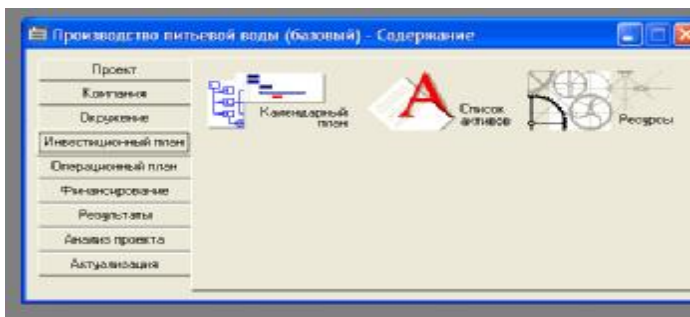 Производство питьевой воды (базовый) - Содержание
Проект
Компания
Окружение
Инвестиционный план
Операционный план
Финансирование
Результаты
Анализ проекта
Актуализация
Календарный
план
Список
активов
Ресурсы